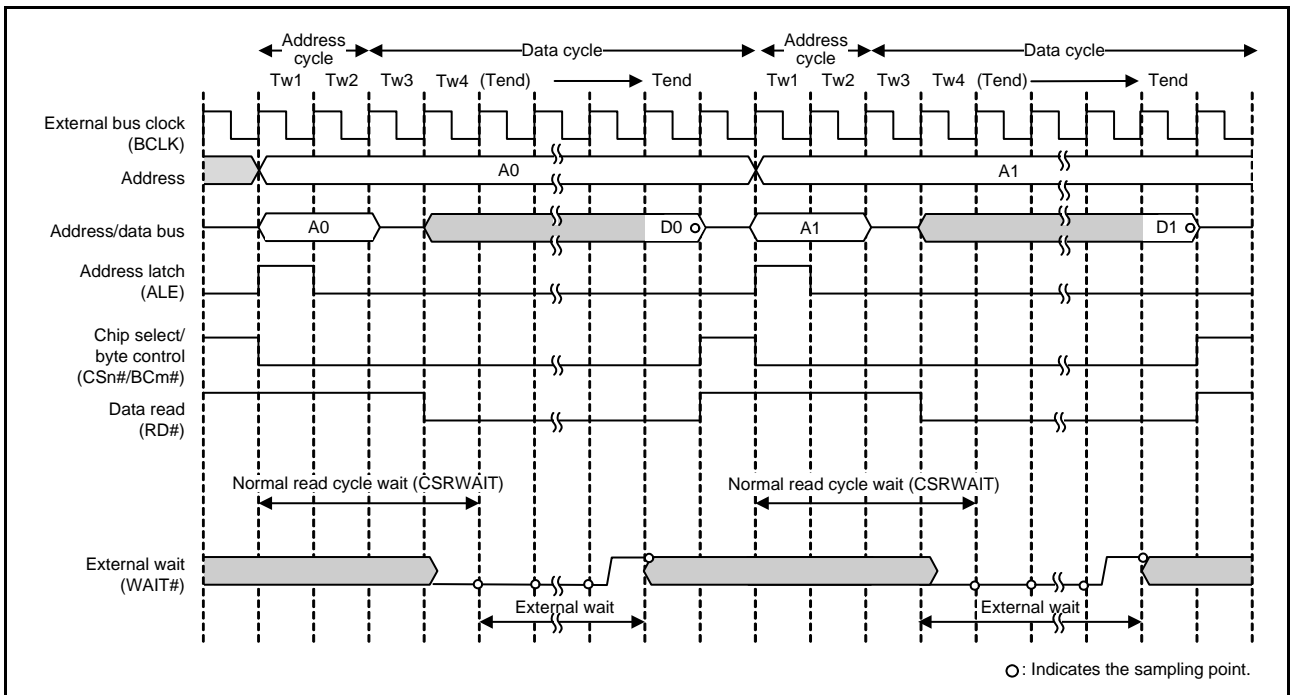 Address
cycle
Data cycle
Address
cycle
Data cycle
Tw1 Tw2 Tw3 Tw4 (Tend) Tend Tw1 Tw2 Tw3 Tw4 (Tend) Tend
External bus clock
(BCLK)
Address
A0 A1
Address/data bus
A0 D0 A1 D1
Address latch
(ALE)
Chip select/
byte control
(CSn#/BCm#)
Data read
(RD#)
Normal read cycle wait (CSRWAIT) Normal read cycle wait (CSRWAIT)
External wait
(WAIT#)
External wait External wait
: Indicates the sampling point.